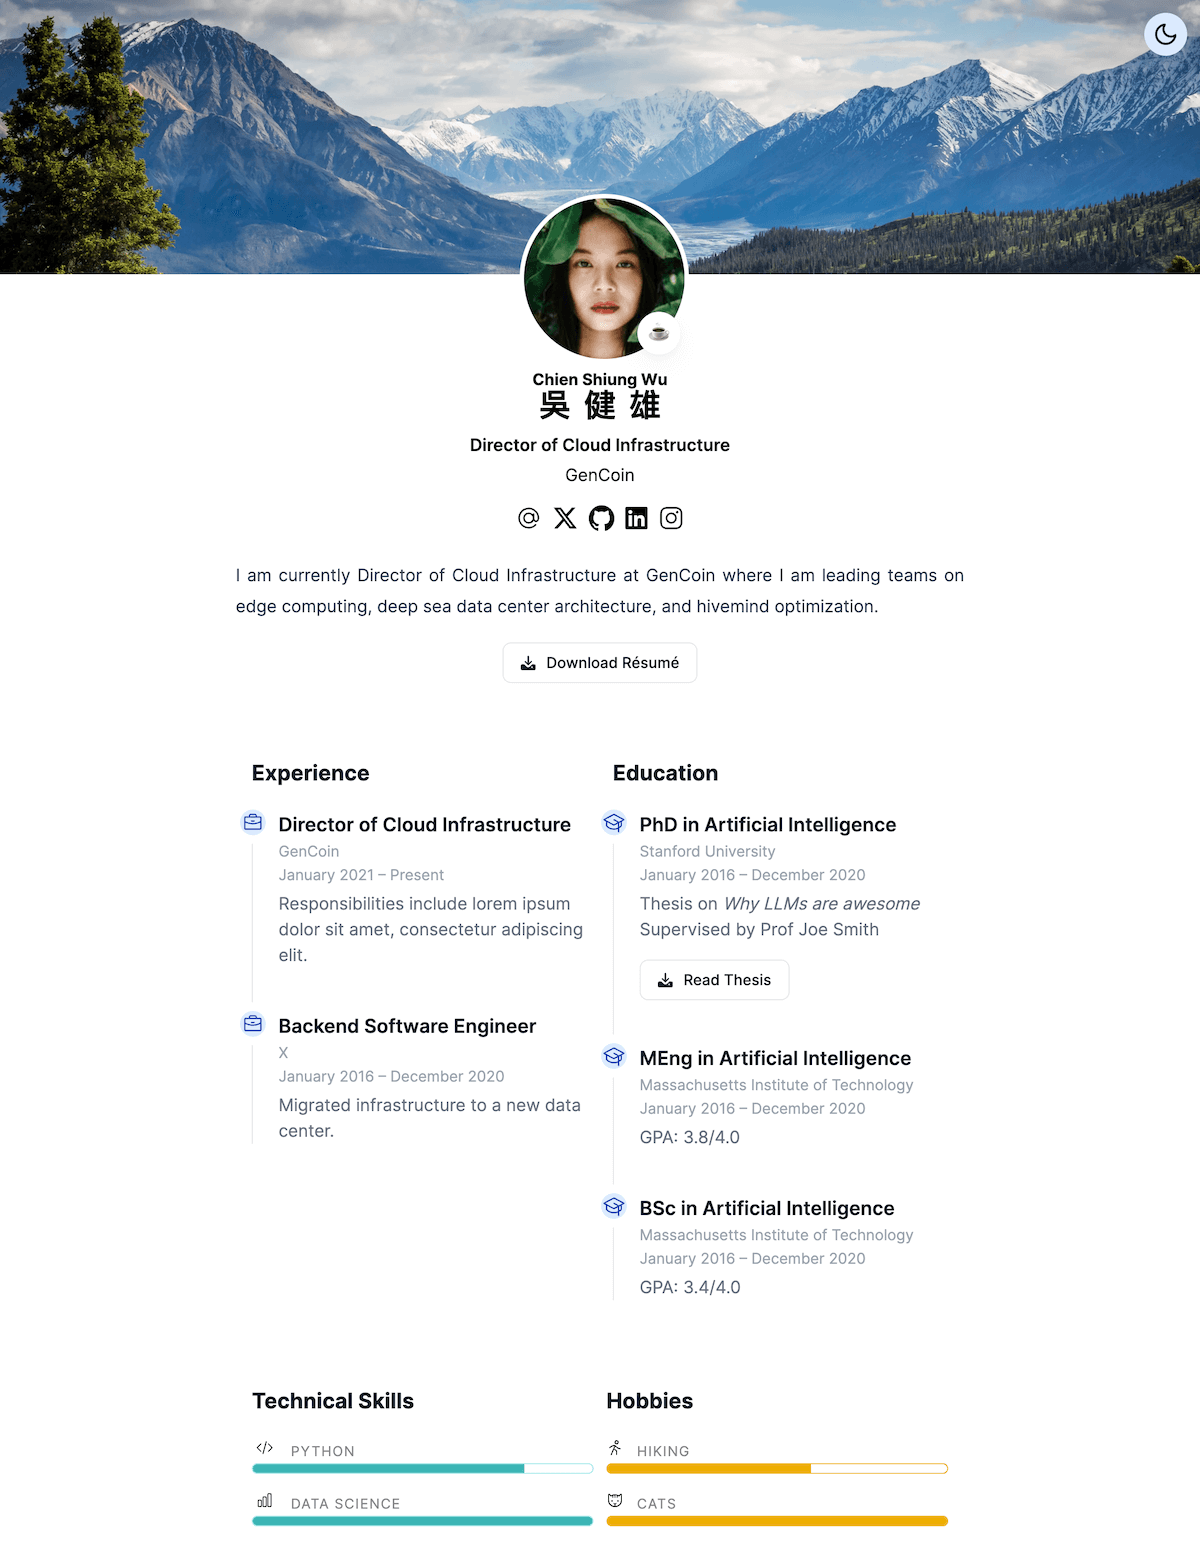 Chien Shiung Wu
吳健雄
Director of Cloud Infrastructure
GenCoin
I am currently Director of Cloud Infrastructure at GenCoin where I am leading teams on
edge computing, deep sea data center architecture, and hivemind optimization.
Download Résumé
Experience
Director of Cloud Infrastructure
GenCoin
January 2021 – Present
Responsibilities include lorem ipsum
dolor sit amet, consectetur adipiscing
elit.
Backend Software Engineer
X
January 2016 – December 2020
Migrated infrastructure to a new data
center.
Education
PhD in Artificial Intelligence
Stanford University
January 2016 – December 2020
Thesis on Why LLMs are awesome
Supervised by Prof Joe Smith
Read Thesis
MEng in Artificial Intelligence
Massachusetts Institute of Technology
January 2016 – December 2020
GPA: 3.8/4.0
BSc in Artificial Intelligence
Massachusetts Institute of Technology
January 2016 – December 2020
GPA: 3.4/4.0
Technical Skills
PYTHON
DATA SCIENCE
Hobbies
HIKING
CATS